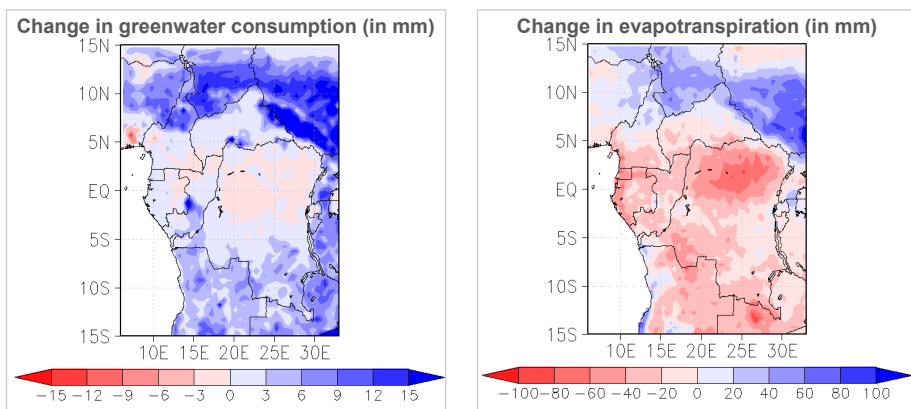 Change in greenwater consumption (in mm)
15N
10N
5N
EQ
5S
10S
15S
10E 15E 20E 25E 30E
−15 −12 −9 −6 −3 0 3 6 9 12 15
Change in evapotranspiration (in mm)
15N
10N
5N
EQ
5S
10S
15S
10E 15E 20E 25E 30E
−100 −80 −60 −40 −20 0 20 40 60 80 100